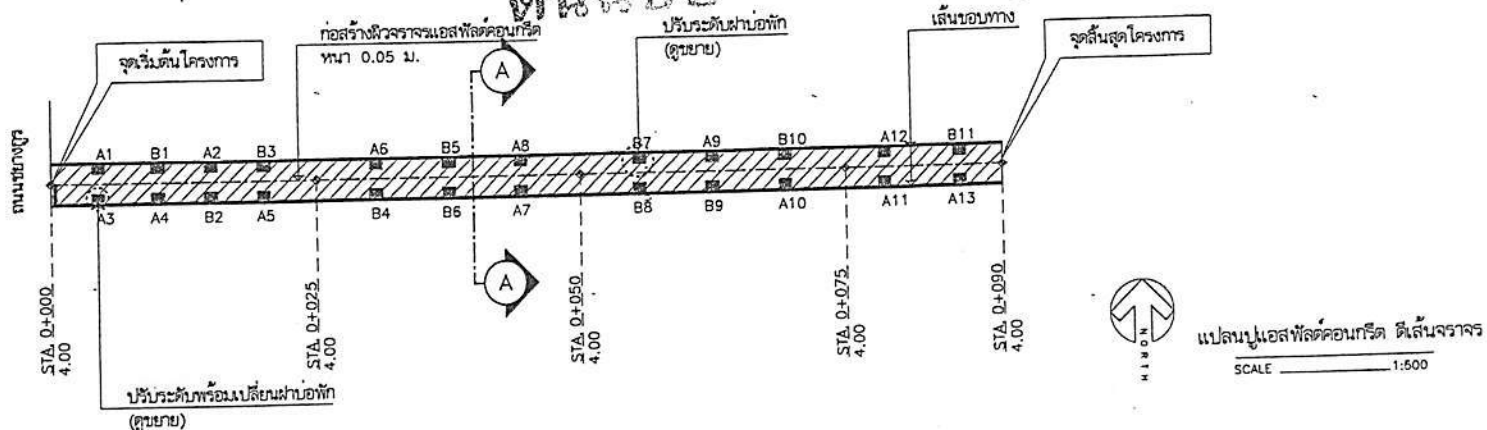 ก่อสร้างผิวจราจรแอสฟัลต์คอนกรีต
หนา 0.05 ม.
ปรับระดับฝาบ่อพัก
(ดูขยาย)
เส้นขอบทาง
จุดเริ่มต้นโครงการ
จุดสิ้นสุดโครงการ
A
A1 B1 A2 B3 A6 B5 A8 B7 A9 B10 A12 B11
A3 A4 B2 A5 B4 B6 A7 B8 B9 A10 A11 A13
A
STA. 0+000
4.00
STA. 0+025
4.00
STA. 0+050
4.00
STA. 0+075
4.00
STA. 0+090
4.00
ปรับระดับพร้อมเปลี่ยนฝาบ่อพัก
(ดูขยาย)
NORTH
แปลนปูแอสฟัลต์คอนกรีต ตีเส้นจราจร
SCALE 1:500